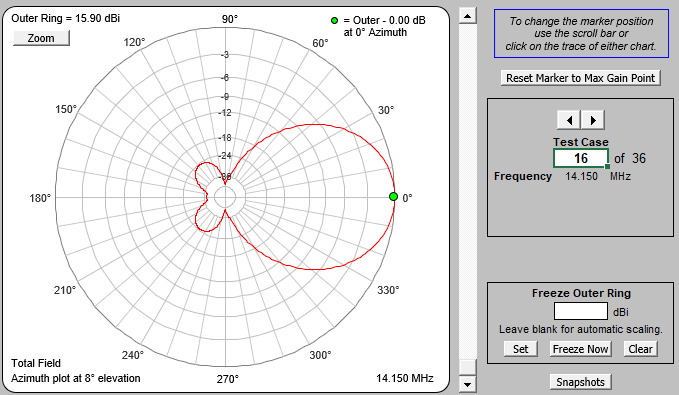 Outer Ring = 15.90 dBi
Zoom
= Outer - 0.00 dB
at 0° Azimuth
90°
120°
60°
150°
30°
180°
0°
210°
330°
240°
300°
270°
-3
-6
-9
-12
-18
-24
-36
Total Field
Azimuth plot at 8° elevation
14.150 MHz
To change the marker position
use the scroll bar or
click on the trace of either chart.
Reset Marker to Max Gain Point
Test Case
16 of 36
Frequency 14.150 MHz
Freeze Outer Ring
dBi
Leave blank for automatic scaling.
Set Freeze Now Clear
Snapshots